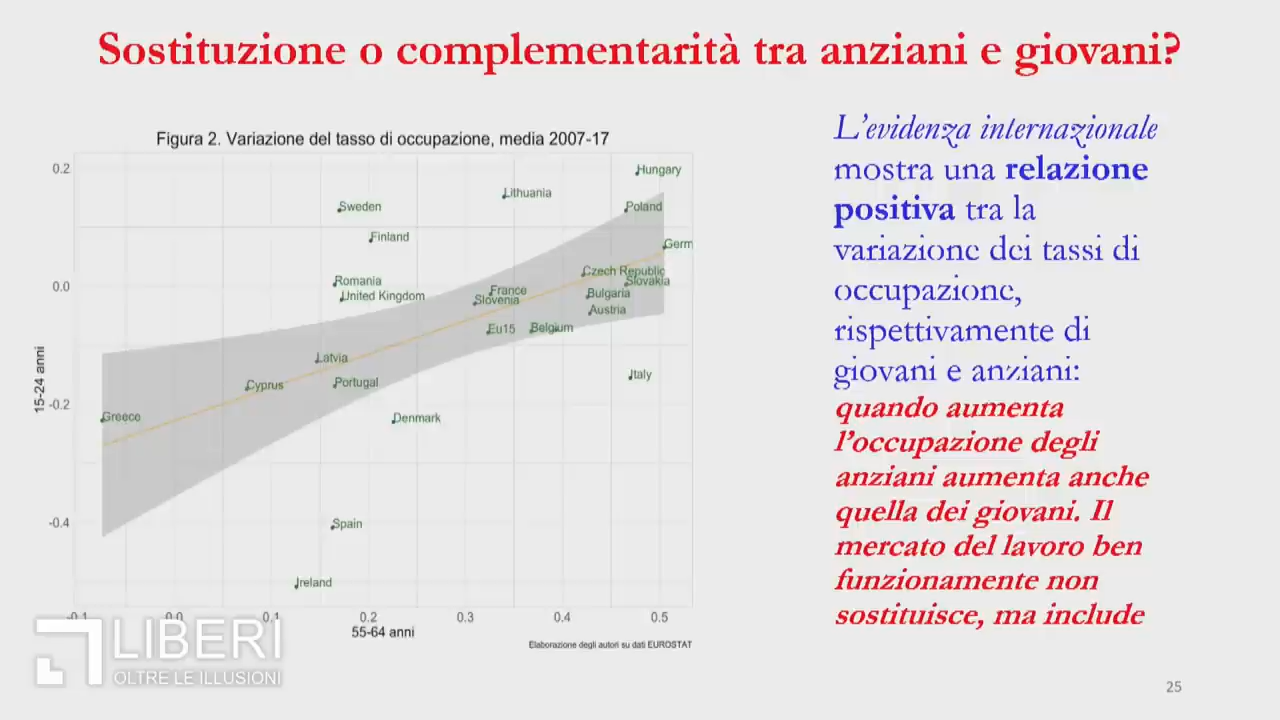 Sostituzione o complementarità tra anziani e giovani?
Figura 2. Variazione del tasso di occupazione, media 2007-17
0.2
0.0
-0.2
-0.4
15-24 anni
Hungary
Lithuania
Sweden
Poland
Finland
Germ
Czech Republic
Romania
Slovakia
France
Bulgaria
United Kingdom
Slovenia
Austria
Eu15
Belgium
Latvia
Italy
Cyprus
Portugal
Greece
Denmark
Spain
Ireland
-0.1
0.0
0.1
0.2
0.3
0.4
0.5
55-64 anni
Elaborazione degli autori su dati EUROSTAT
L'evidenza internazionale
mostra una relazione
positiva tra la
variazione dei tassi di
occupazione,
rispettivamente di
giovani e anziani:
quando aumenta
l'occupazione degli
anziani aumenta anche
quella dei giovani. Il
mercato del lavoro ben
funzionamente non
sostituisce, ma include
LIBERI
OLTRE LE ILLUSIONI
25